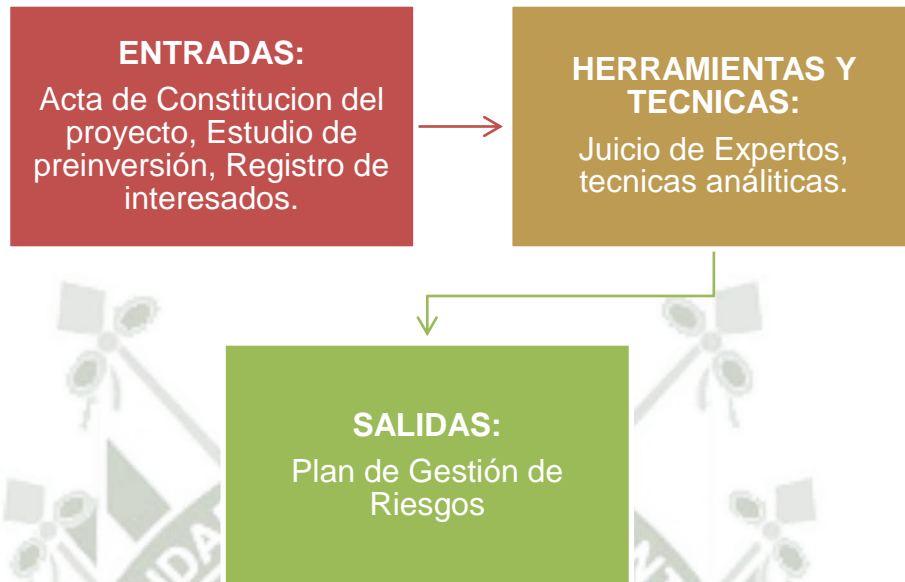 ENTRADAS:
Acta de Constitucion del
proyecto, Estudio de
preinversión, Registro de
interesados.
HERRAMIENTAS Y
TECNICAS:
Juicio de Expertos,
tecnicas análiticas.
SALIDAS:
Plan de Gestión de
Riesgos